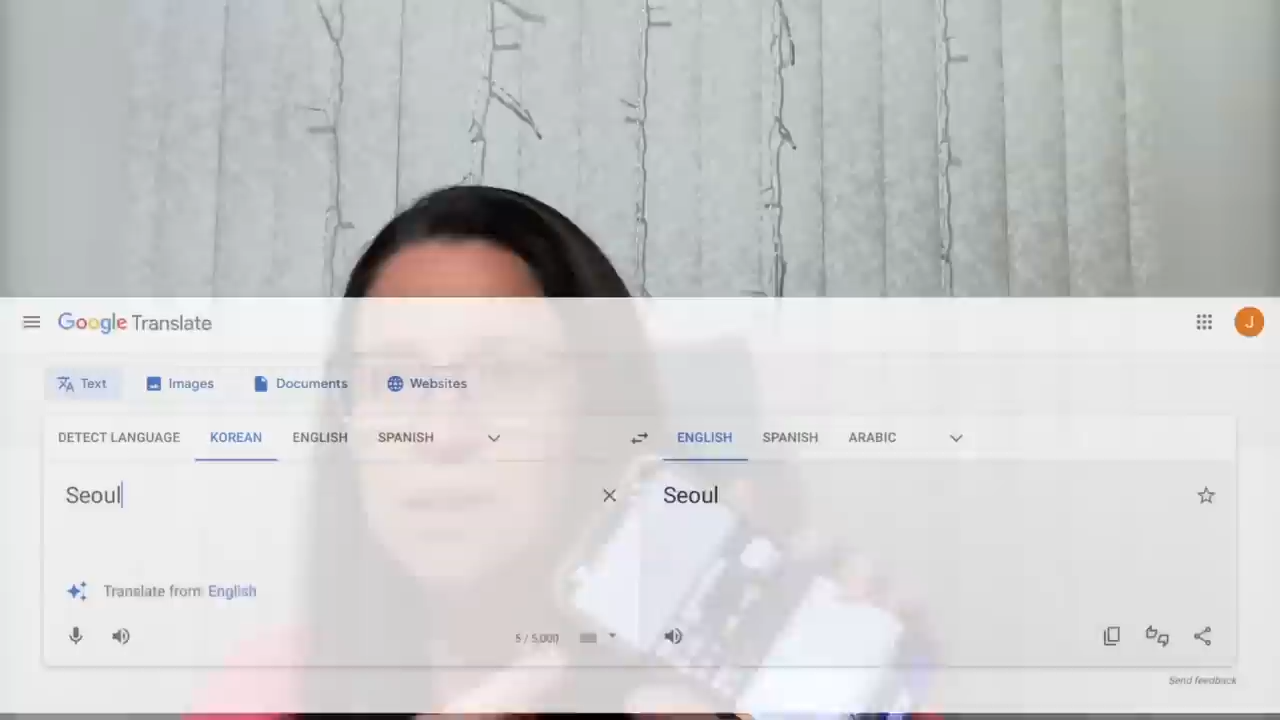 Google Translate
J
Text Images Documents Websites
DETECT LANGUAGE KOREAN ENGLISH SPANISH ENGLISH SPANISH ARABIC
Seoul Seoul
Translate from English
5 / 5,000
Send feedback